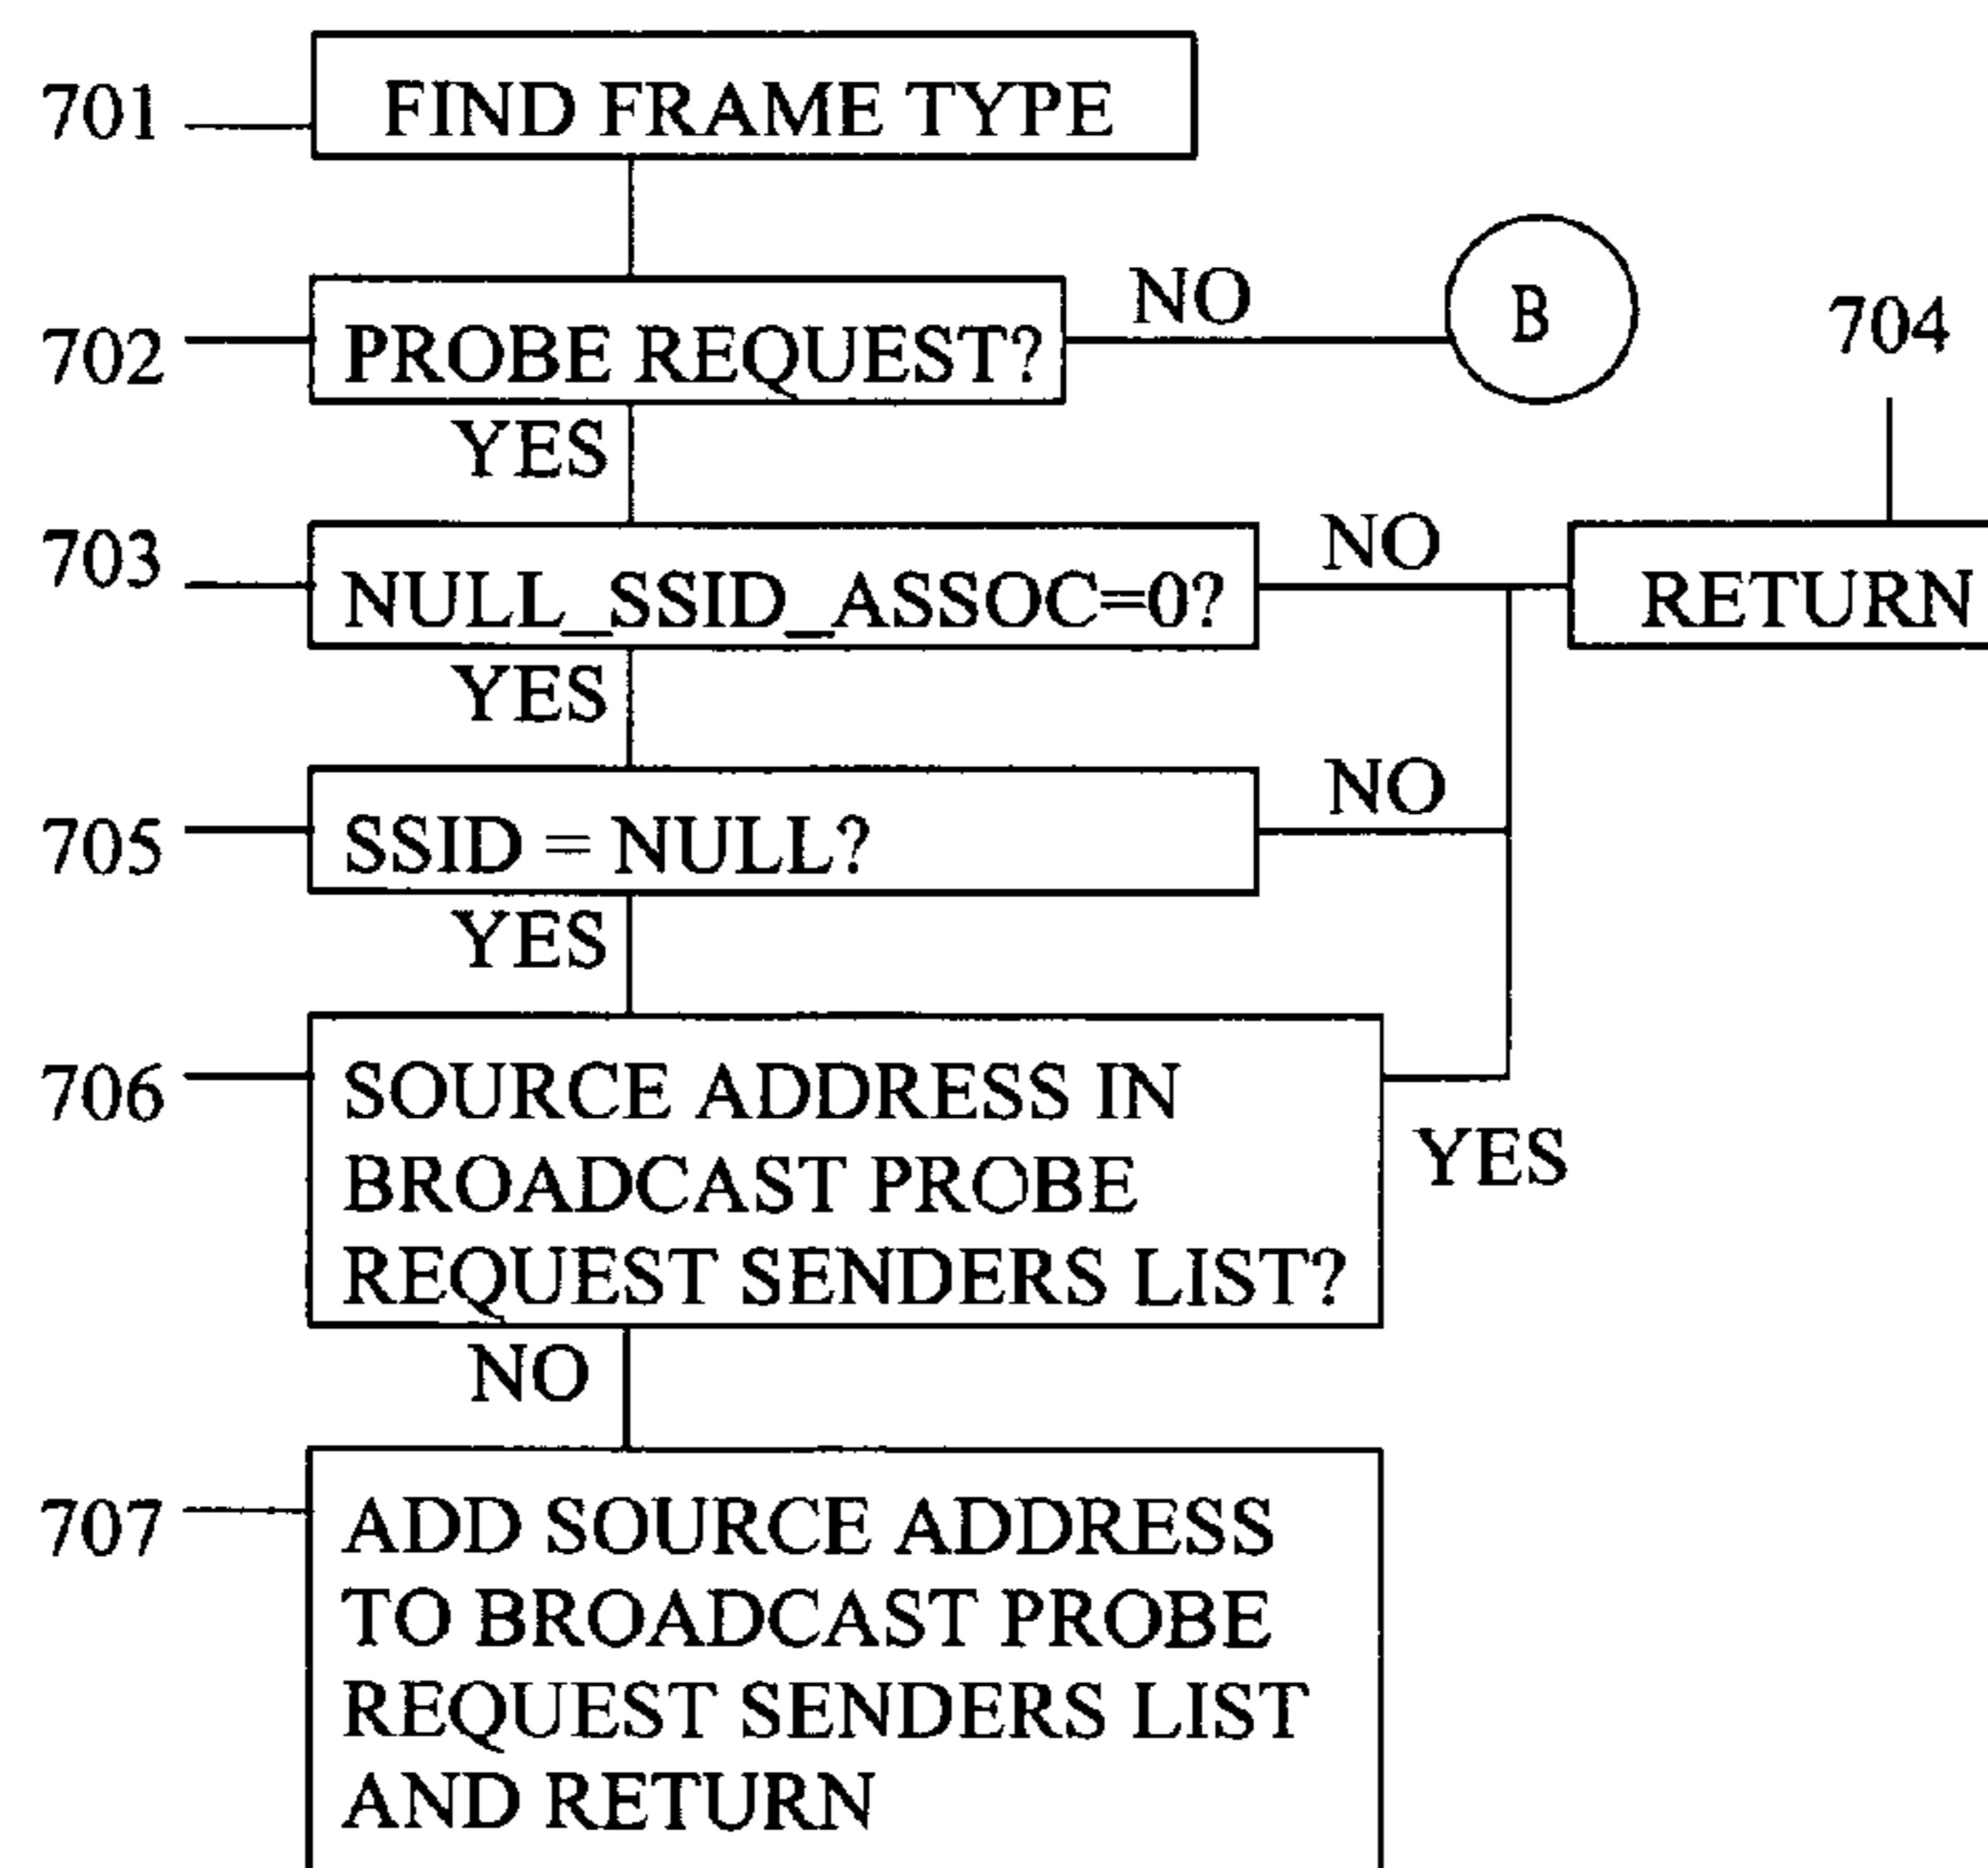 701
FIND FRAME TYPE
702
PROBE REQUEST?
NO
B
704
YES
703
NULL_SSID_ASSOC=0?
NO
RETURN
YES
705
SSID = NULL?
NO
YES
706
SOURCE ADDRESS IN
BROADCAST PROBE
REQUEST SENDERS LIST?
YES
NO
707
ADD SOURCE ADDRESS
TO BROADCAST PROBE
REQUEST SENDERS LIST
AND RETURN